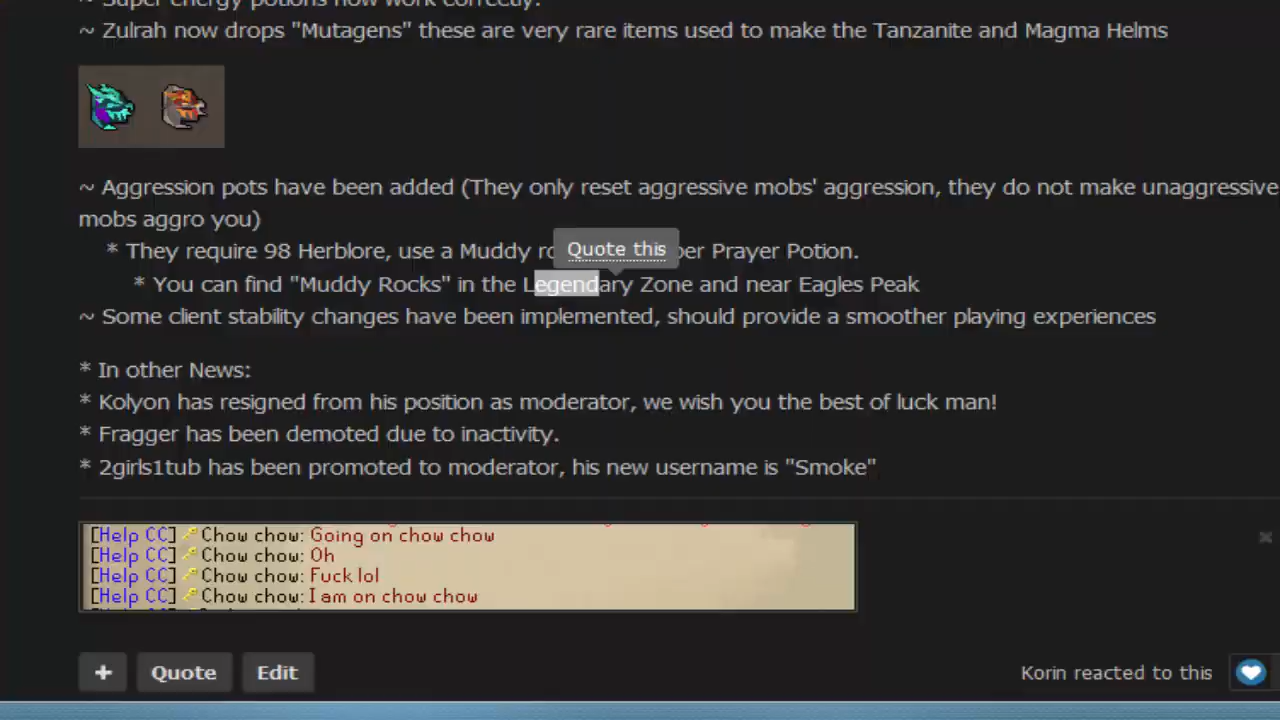 ~ Super energy potions now work correctly.
~ Zulrah now drops "Mutagens" these are very rare items used to make the Tanzanite and Magma Helms
~ Aggression pots have been added (They only reset aggressive mobs' aggression, they do not make unaggressive
mobs aggro you)
* They require 98 Herblore, use a Muddy Prayer Potion.
Quote this
* You can find "Muddy Rocks" in the Legendary Zone and near Eagles Peak
~ Some client stability changes have been implemented, should provide a smoother playing experiences
* In other News:
* Kolyon has resigned from his position as moderator, we wish you the best of luck man!
* Fragger has been demoted due to inactivity.
* 2girls1tub has been promoted to moderator, his new username is "Smoke"
[Help CC] Chow chow: Going on chow chow
[Help CC] Chow chow: Oh
[Help CC] Chow chow: Fuck lol
[Help CC] Chow chow: I am on chow chow
+ Quote Edit Korin reacted to this